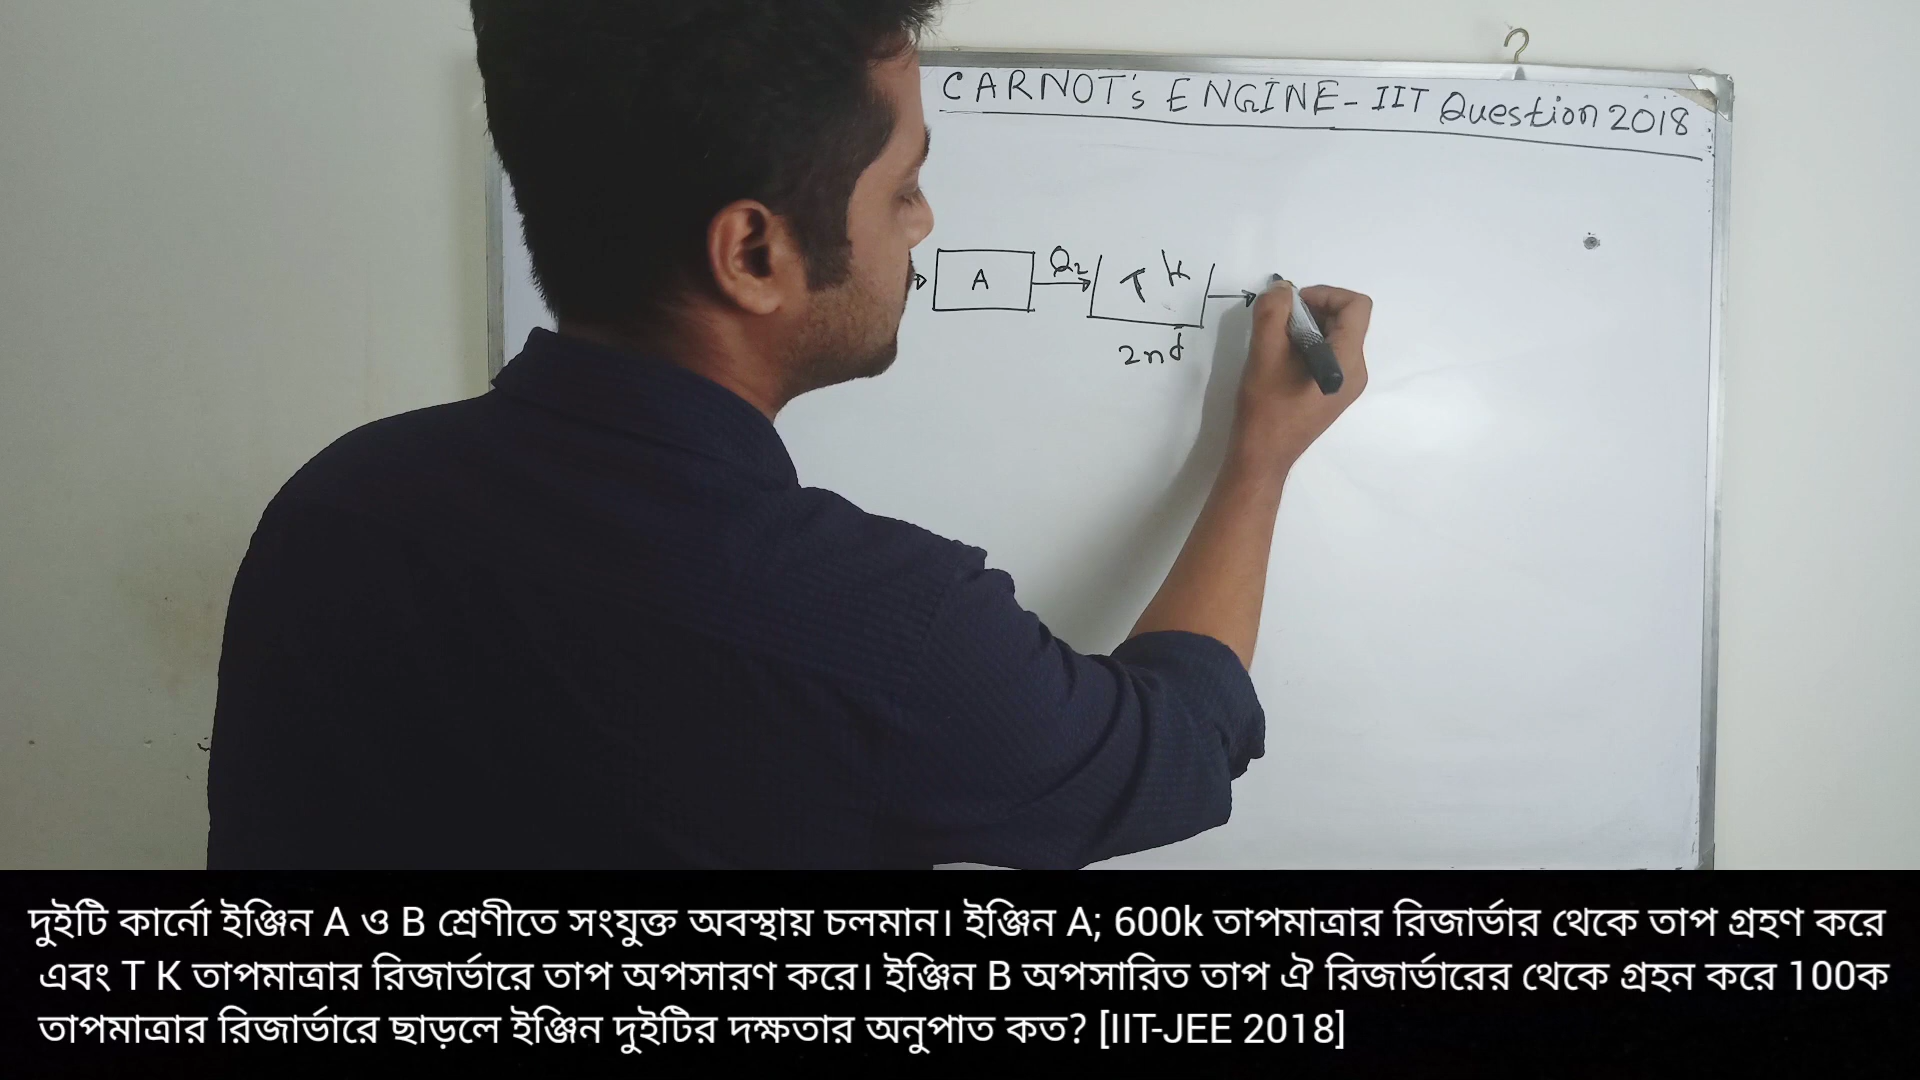 CARNOT's ENGINE - IIT Question 2018
A Q₂ T K
2nd
দুইটি কার্নো ইঞ্জিন A ও B শ্রেণীতে সংযুক্ত অবস্থায় চলমান। ইঞ্জিন A; 600k তাপমাত্রার রিজার্ভার থেকে তাপ গ্রহণ করে
এবং T K তাপমাত্রার রিজার্ভারে তাপ অপসারণ করে। ইঞ্জিন B অপসারিত তাপ ঐ রিজার্ভারের থেকে গ্রহন করে 100ক
তাপমাত্রার রিজার্ভারে ছাড়লে ইঞ্জিন দুইটির দক্ষতার অনুপাত কত? [IIT-JEE 2018]